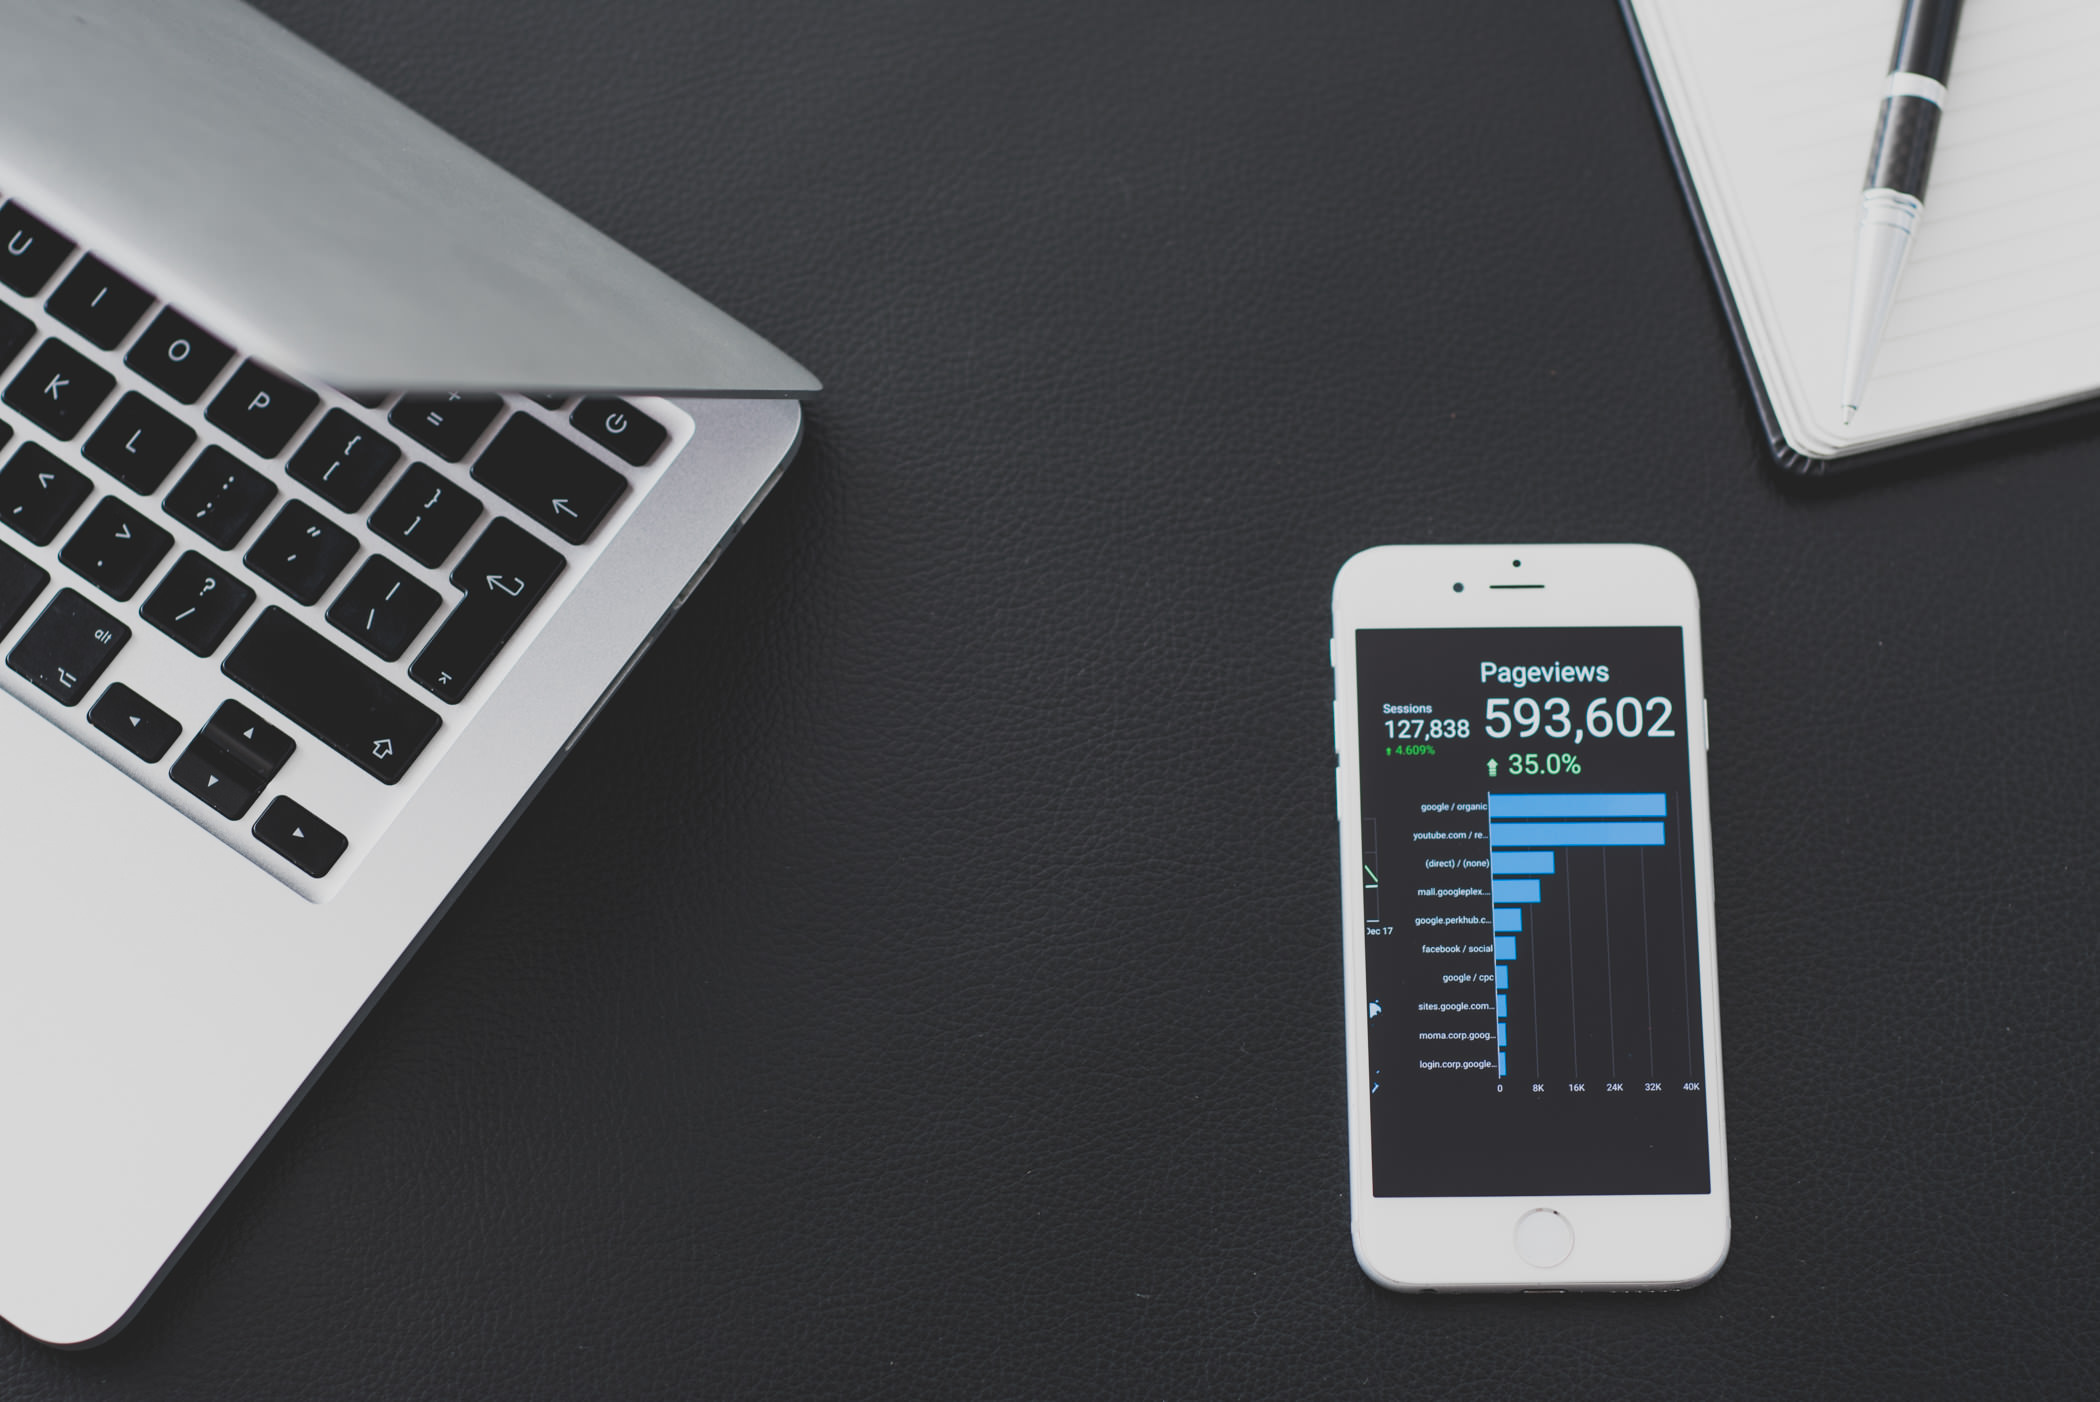 U
I
O
P
{
[
+
=
K
L
:
;
}
]
<
,
>
.
"
'
|
\
?
/
alt
Pageviews
Sessions
127,838
593,602
4.609%
35.0%
google / organic
youtube.com / re...
(direct) / (none)
mall.googleplex....
google.perkhub.c...
Dec 17
facebook / social
google / cpc
sites.google.com...
moma.corp.goog...
login.corp.google...
0 8K 16K 24K 32K 40K